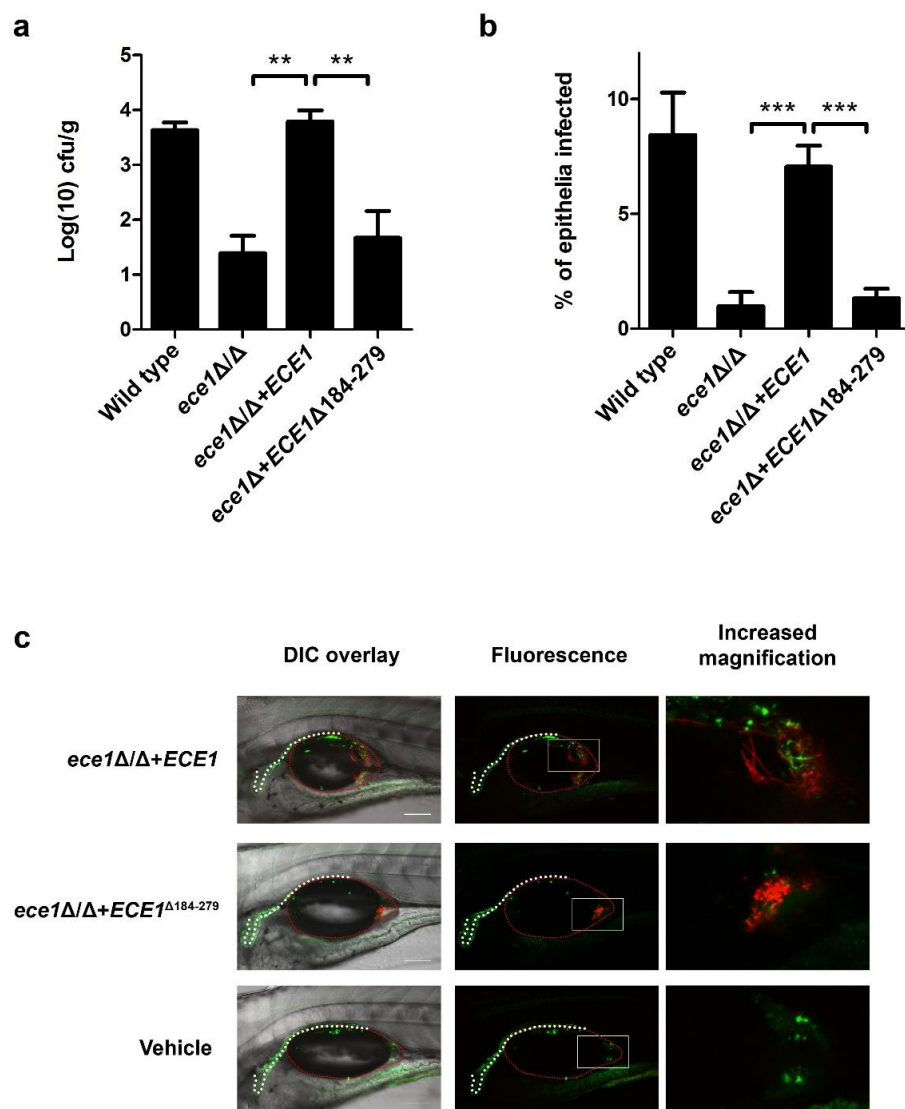 a
Log(10) cfu/g
5
4
3
2
1
0
** **
Wild type
ece1Δ/Δ
ece1Δ/Δ+ECE1
ece1Δ+ECE1Δ184-279
b
% of epithelia infected
10
5
0
*** ***
Wild type
ece1Δ/Δ
ece1Δ/Δ+ECE1
ece1Δ+ECE1Δ184-279
c
DIC overlay
Fluorescence
Increased
magnification
ece1Δ/Δ+ECE1
ece1Δ/Δ+ECE1Δ184-279
Vehicle